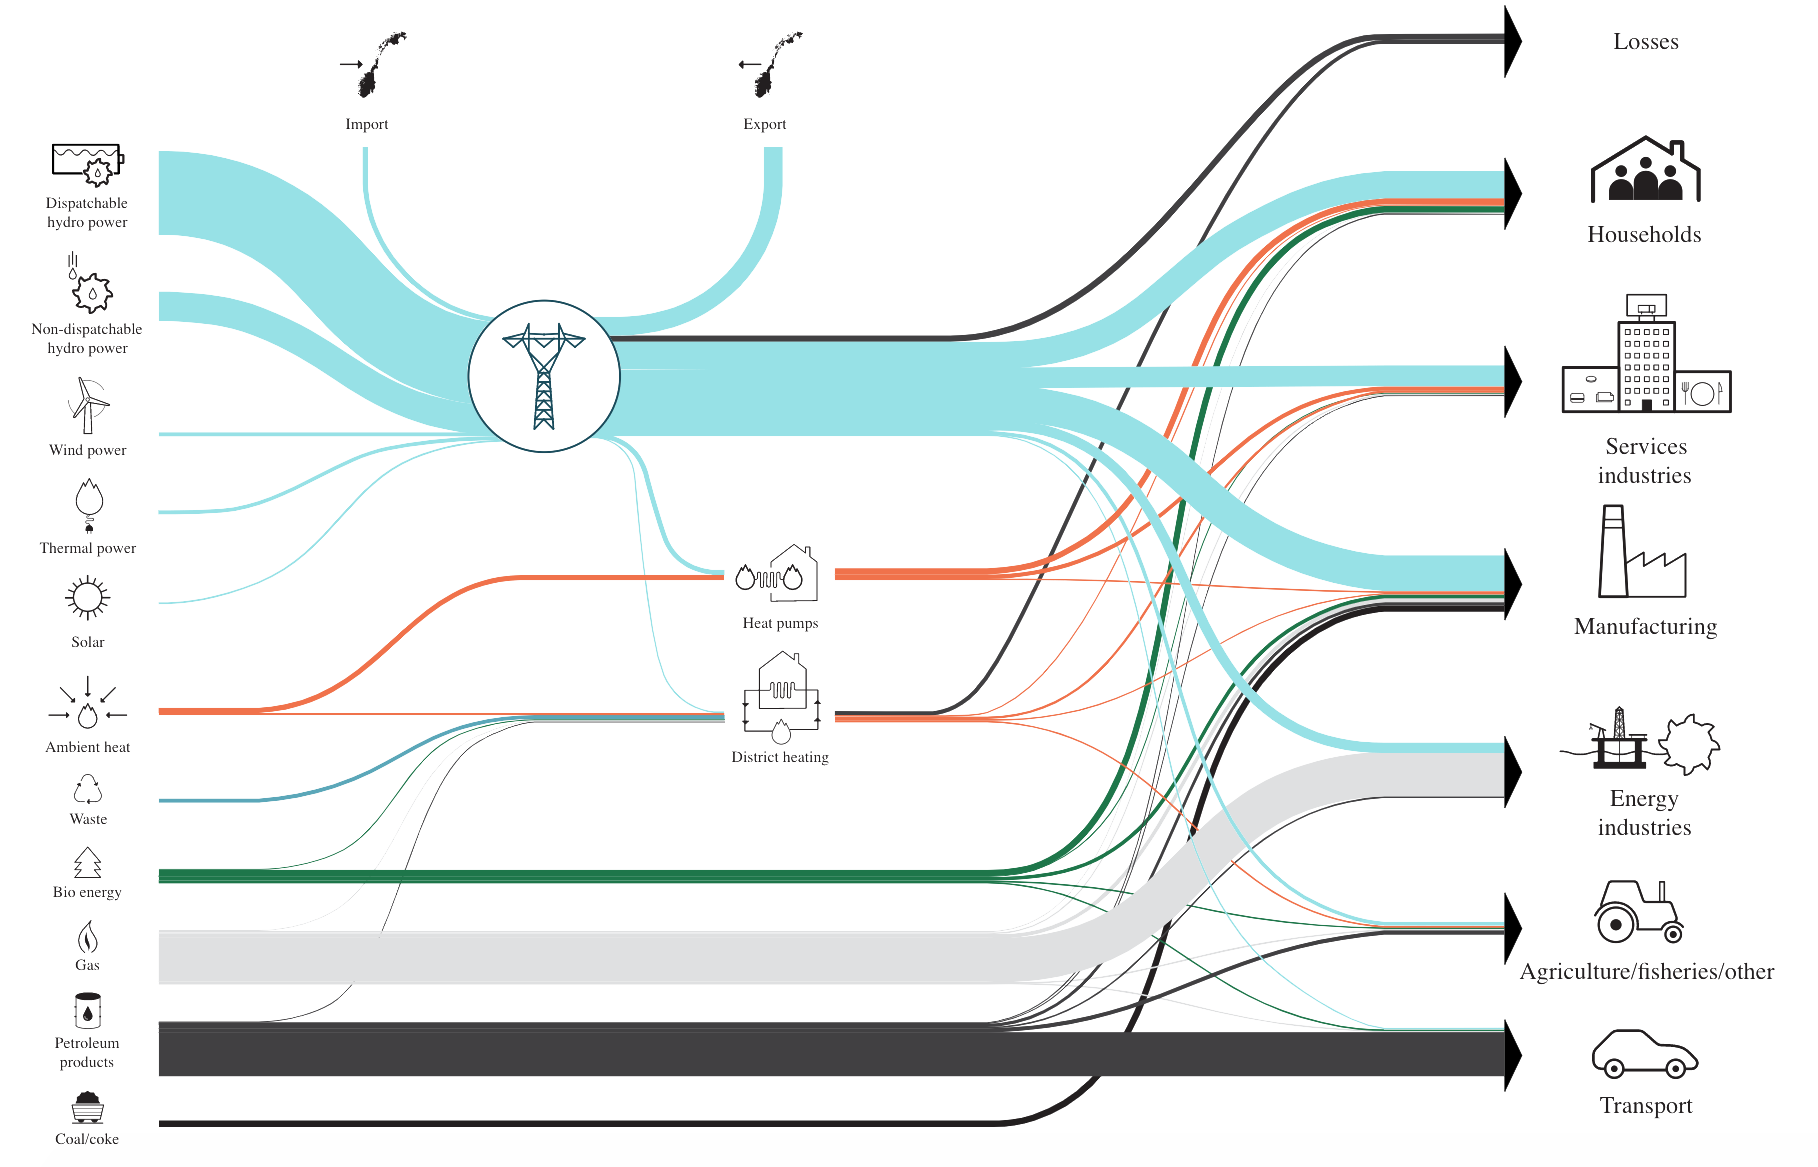 Import
Export
Dispatchable
hydro power
Non-dispatchable
hydro power
Wind power
Thermal power
Solar
Ambient heat
Waste
Bio energy
Gas
Petroleum
products
Coal/coke
Heat pumps
District heating
Losses
Households
Services
industries
Manufacturing
Energy
industries
Agriculture/fisheries/other
Transport